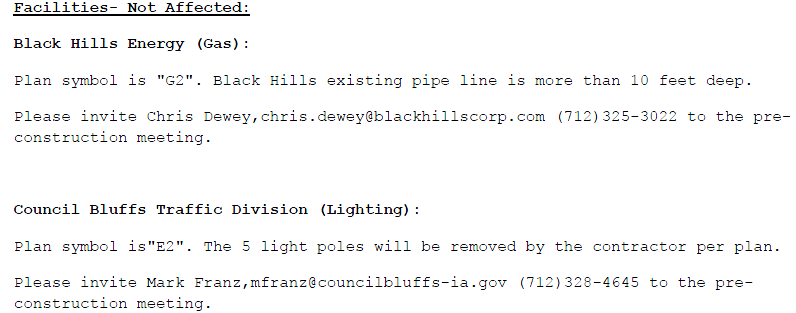 Facilities- Not Affected:
Black Hills Energy (Gas):
Plan symbol is "G2". Black Hills existing pipe line is more than 10 feet deep.
Please invite Chris Dewey,chris.dewey@blackhillscorp.com (712)325-3022 to the pre-
construction meeting.
Council Bluffs Traffic Division (Lighting):
Plan symbol is"E2". The 5 light poles will be removed by the contractor per plan.
Please invite Mark Franz,mfranz@councilbluffs-ia.gov (712)328-4645 to the pre-
construction meeting.